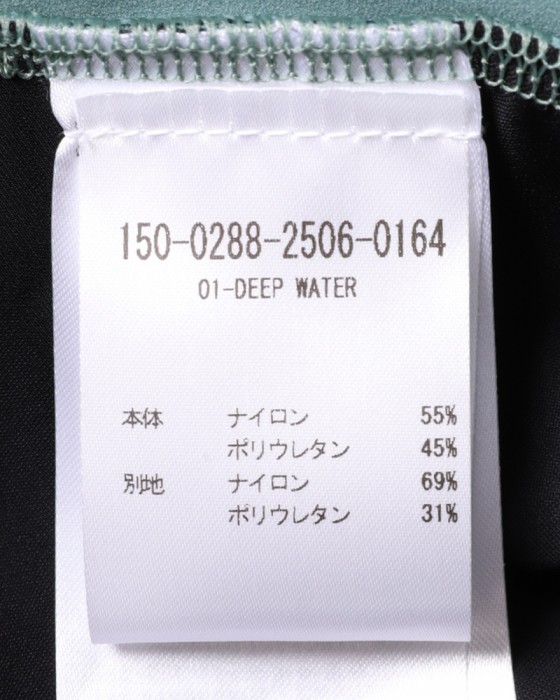 150-0288-2506-0164
01-DEEP WATER
本体 ナイロン 55%
ポリウレタン 45%
別地 ナイロン 69%
ポリウレタン 31%